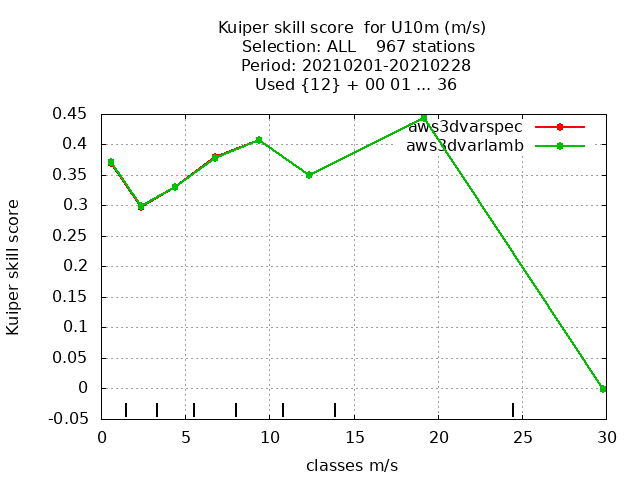 Kuiper skill score  for U10m (m/s)
Selection: ALL    967 stations
Period: 20210201-20210228
Used {12} + 00 01 ... 36
0.45
aws3dvarspec
0.4
aws3dvarlamb
0.35
0.3
0.25
0.2
0.15
0.1
0.05
0
-0.05
Kuiper skill score
0 5 10 15 20 25 30
classes m/s